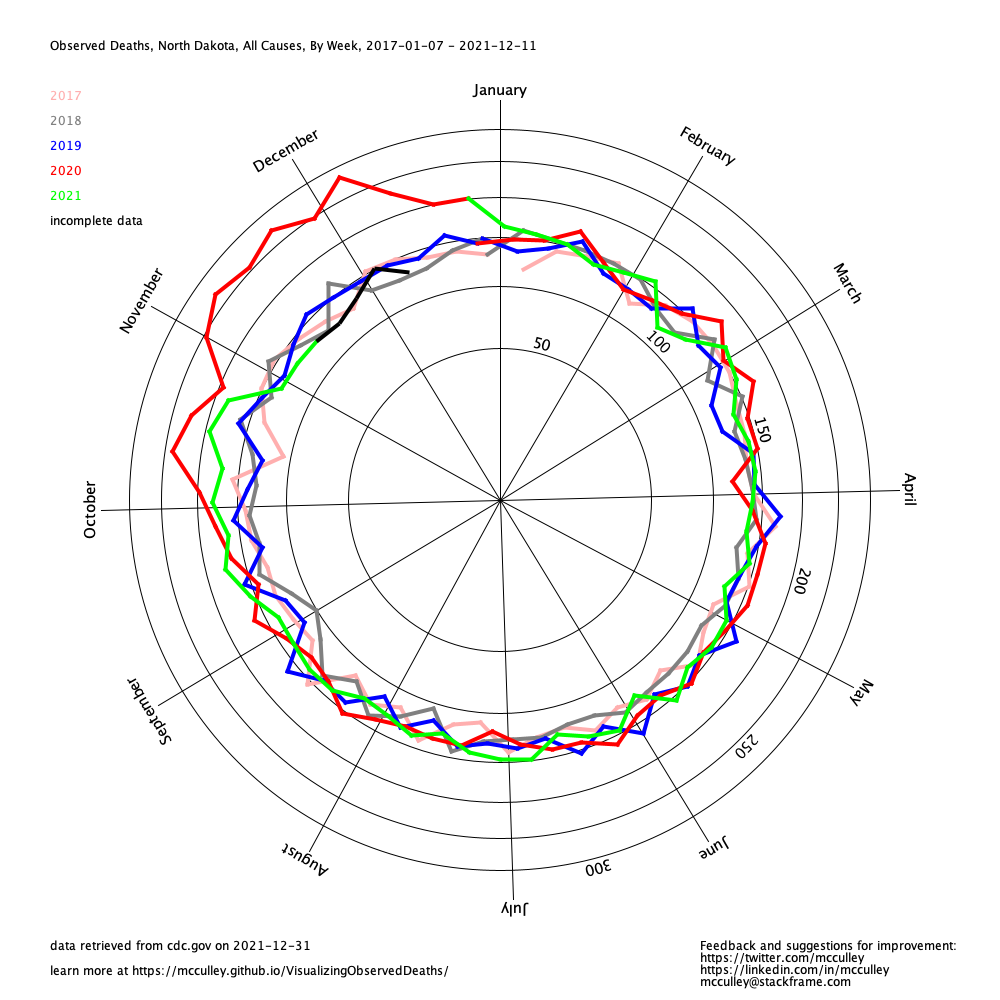 Observed Deaths, North Dakota, All Causes, By Week, 2017-01-07 - 2021-12-11
January
2017
2018
2019
2020
2021
incomplete data
December
February
November
March
50
100
150
October
April
200
September
May
250
August
June
300
July
data retrieved from cdc.gov on 2021-12-31
learn more at https://mcculley.github.io/VisualizingObservedDeaths/
Feedback and suggestions for improvement:
https://twitter.com/mcculley
https://linkedin.com/in/mcculley
mcculley@stackframe.com